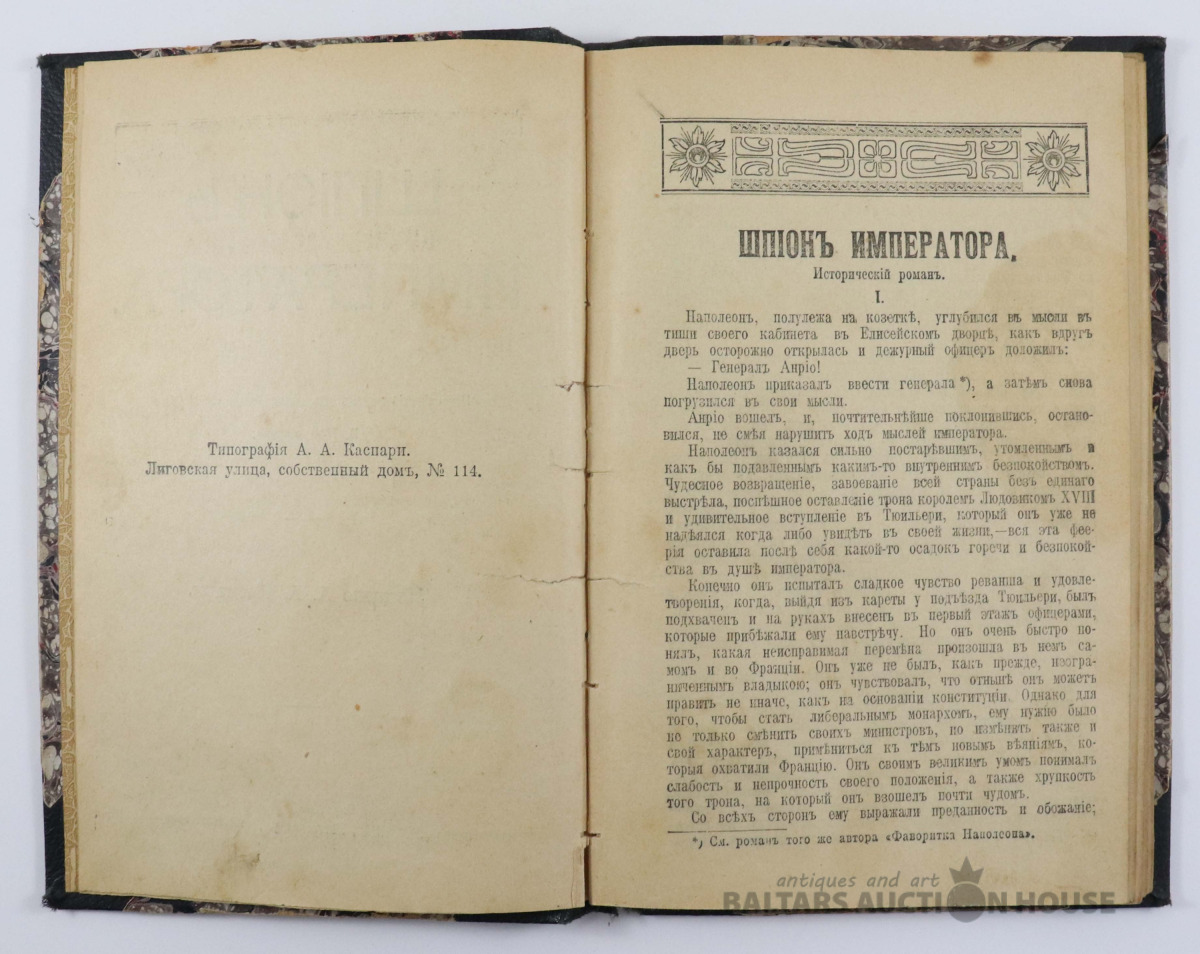 Типографія А. А. Каспари.
Лиговская улица, собственный домъ, № 114.
ШПІОНЪ ИМПЕРАТОРА.
Историческій романъ.
I.
Наполеонъ, полулежа на козеткѣ, углубился въ мысли въ
тиши своего кабинета въ Елисейскомъ дворцѣ, какъ вдругъ
дверь осторожно открылась и дежурный офицеръ доложилъ:
— Генералъ Анріо!
Наполеонъ приказалъ ввести генерала *), а затѣмъ снова
погрузился въ свои мысли.
Анріо вошелъ, и, почтительнѣйше поклонившись, остано-
вился, не смѣя нарушить ходъ мыслей императора.
Наполеонъ казался сильно постарѣвшимъ, утомленнымъ и
какъ бы подавленнымъ какимъ-то внутреннимъ безпокойствомъ.
Чудесное возвращеніе, завоеваніе всей страны безъ единаго
выстрѣла, поспѣшное оставленіе трона королемъ Людовикомъ XVIII
и удивительное вступленіе въ Тюильери, который онъ уже не
надѣялся когда либо увидѣть въ своей жизни,—вся эта фее-
рія оставила послѣ себя какой-то осадокъ горечи и безпокой-
ства въ душѣ императора.
Конечно онъ испыталъ сладкое чувство реванша и удовле-
творенія, когда, выйдя изъ кареты у подъѣзда Тюильери, былъ
подхваченъ и на рукахъ внесенъ въ первый этажъ офицерами,
которые прибѣжали ему навстрѣчу. Но онъ очень быстро по-
нялъ, какая неисправимая перемѣна произошла въ немъ са-
момъ и во Франціи. Онъ уже не былъ, какъ прежде, неогра-
ниченнымъ владыкою; онъ чувствовалъ, что отнынѣ онъ можетъ
править не иначе, какъ на основаніи конституціи. Однако для
того, чтобы стать либеральнымъ монархомъ, ему нужно было
не только смѣнить своихъ министровъ, но измѣнить также и
свой характеръ, примѣниться къ тѣмъ новымъ вѣяніямъ, ко-
торыя охватили Францію. Онъ своимъ великимъ умомъ понималъ
слабость и непрочность своего положенія, а также хрупкость
того трона, на который онъ взошелъ почти чудомъ.
Со всѣхъ сторонъ ему выражали преданность и обожаніе;
*) См. романъ того же автора «Фаворитка Наполеона».
antiques and art
BALTARS AUCTION HOUSE